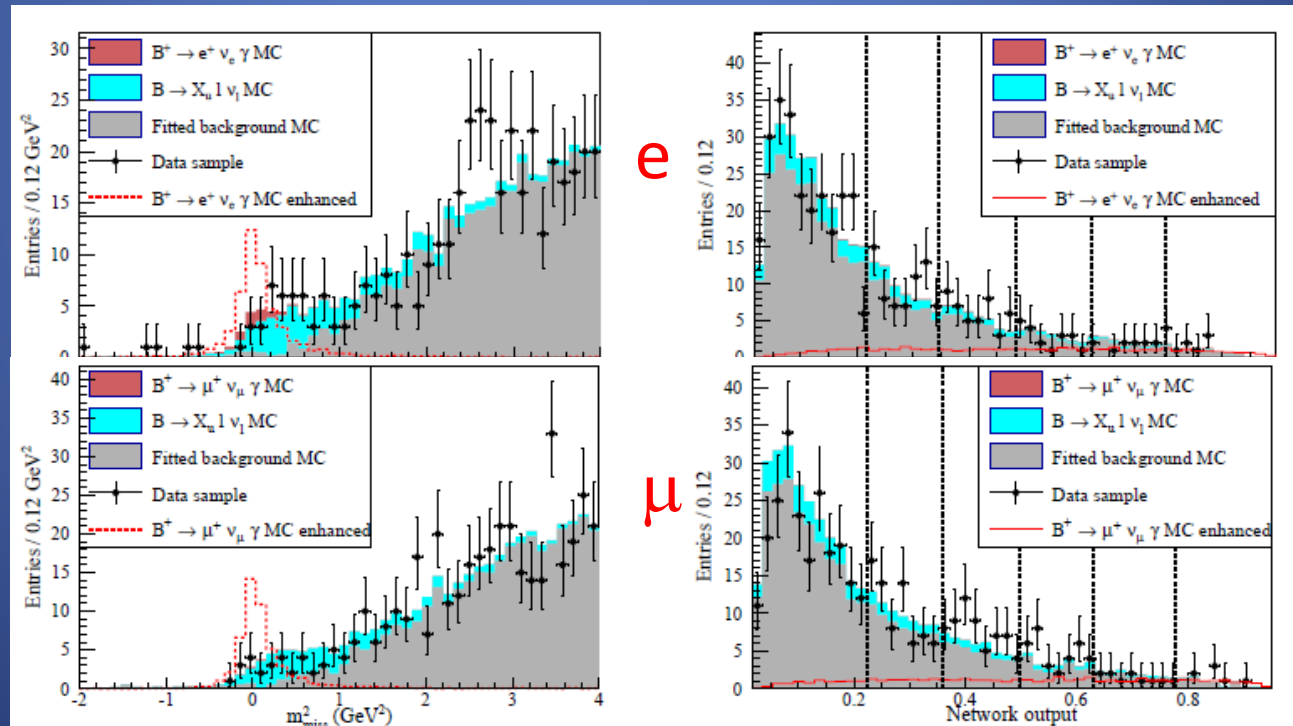 30
25
20
15
10
5
0
Entries / 0.12 GeV²
B⁺ → e⁺ νₑ γ MC
B → Xᵤ l νₗ MC
Fitted background MC
Data sample
B⁺ → e⁺ νₑ γ MC enhanced
e
40
35
30
25
20
15
10
5
0
Entries / 0.12
B⁺ → e⁺ νₑ γ MC
B → Xᵤ l νₗ MC
Fitted background MC
Data sample
B⁺ → e⁺ νₑ γ MC enhanced
40
35
30
25
20
15
10
5
0
Entries / 0.12 GeV²
B⁺ → μ⁺ ν_μ γ MC
B → Xᵤ l νₗ MC
Fitted background MC
Data sample
B⁺ → μ⁺ ν_μ γ MC enhanced
-2 -1 0 1 2 3 4
m²miss (GeV²)
μ
40
35
30
25
20
15
10
5
0
Entries / 0.12
B⁺ → μ⁺ ν_μ γ MC
B → Xᵤ l νₗ MC
Fitted background MC
Data sample
B⁺ → μ⁺ ν_μ γ MC enhanced
0.2 0.4 0.6 0.8
Network output